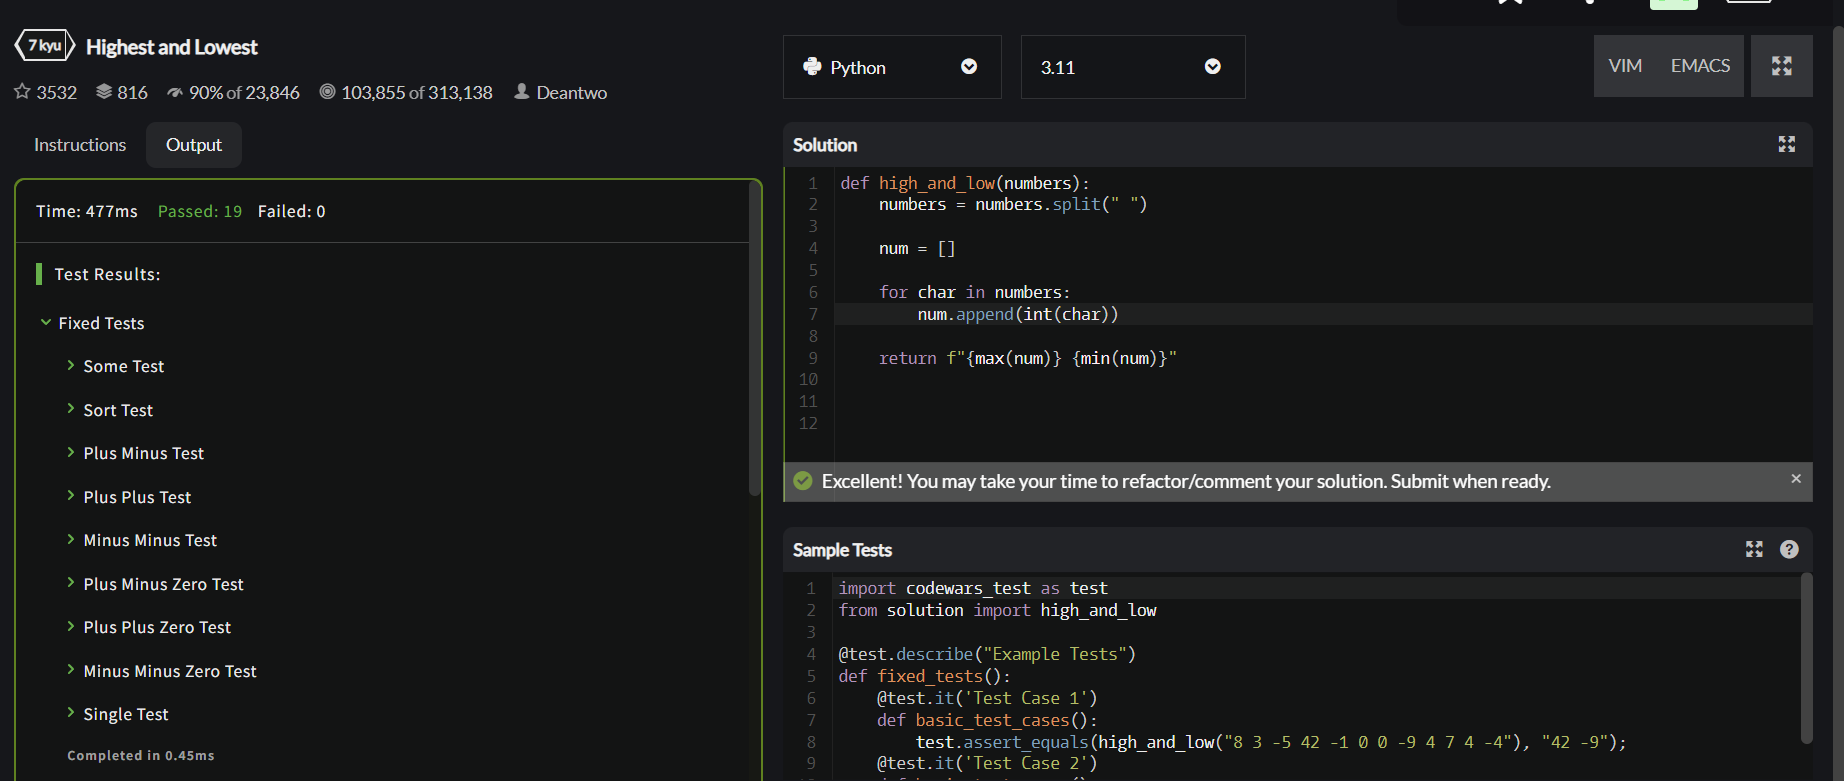 7 kyu Highest and Lowest
3532 816 90% of 23,846 103,855 of 313,138 Deantwo
Instructions Output
Time: 477ms Passed: 19 Failed: 0
Test Results:
Fixed Tests
Some Test
Sort Test
Plus Minus Test
Plus Plus Test
Minus Minus Test
Plus Minus Zero Test
Plus Plus Zero Test
Minus Minus Zero Test
Single Test
Completed in 0.45ms
Python 3.11 VIM EMACS
Solution
1 def high_and_low(numbers):
2 numbers = numbers.split(" ")
3
4 num = []
5
6 for char in numbers:
7 num.append(int(char))
8
9 return f"{max(num)} {min(num)}"
10
11
12
Excellent! You may take your time to refactor/comment your solution. Submit when ready. ×
Sample Tests ?
1 import codewars_test as test
2 from solution import high_and_low
3
4 @test.describe("Example Tests")
5 def fixed_tests():
6 @test.it('Test Case 1')
7 def basic_test_cases():
8 test.assert_equals(high_and_low("8 3 -5 42 -1 0 0 -9 4 7 4 -4"), "42 -9");
9 @test.it('Test Case 2')